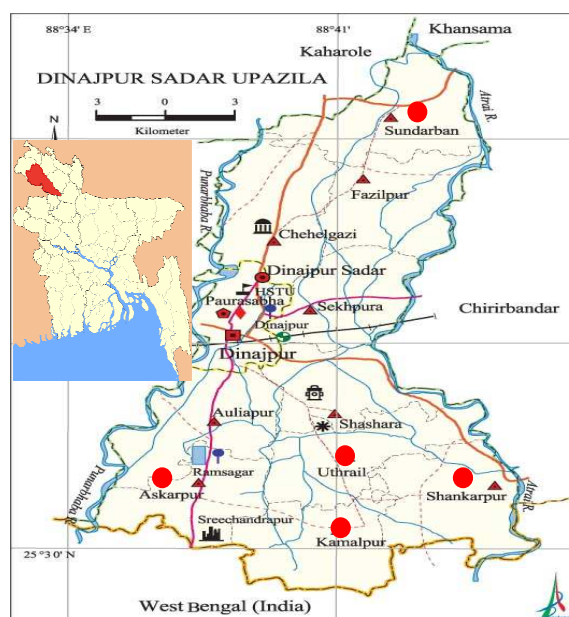 88°34' E
88°41'
Khansama
Kaharole
DINAJPUR SADAR UPAZILA
3 0 3
Kilometer
N
Atrai R.
Sundarban
Punarbhaba R.
Fazilpur
Chehelgazi
Dinajpur Sadar
HSTU
Paurasabha
Sekhpura
Dinajpur
Chirirbandar
Dinajpur
Auliapur
Shashara
Ramsagar
Uthrail
Askarpur
Shankarpur
Punarbhaba R.
Atrai R.
Sreechandrapur
Kamalpur
25°30 N
West Bengal (India)